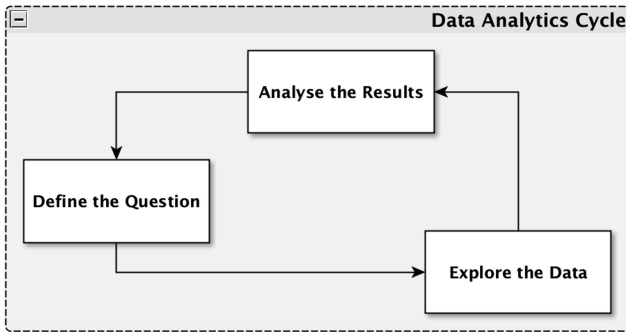 Data Analytics Cycle
Analyse the Results
Define the Question
Explore the Data